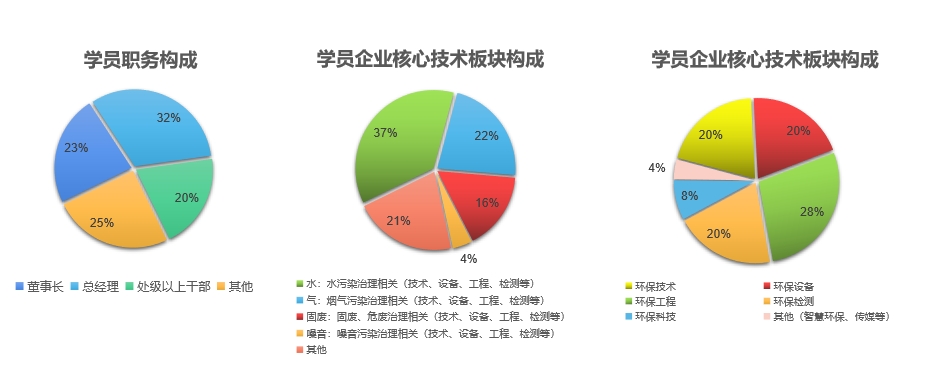 学员职务构成
32%
23%
20%
25%
董事长 总经理 处级以上干部 其他
学员企业核心技术板块构成
37%
22%
16%
21%
4%
水：水污染治理相关（技术、设备、工程、检测等）
气：烟气污染治理相关（技术、设备、工程、检测等）
固废：固废、危废治理相关（技术、设备、工程、检测等）
噪音：噪音污染治理相关（技术、设备、工程、检测等）
其他
学员企业核心技术板块构成
20%
20%
4%
8%
28%
20%
环保技术 环保设备
环保工程 环保检测
环保科技 其他（智慧环保、传媒等）